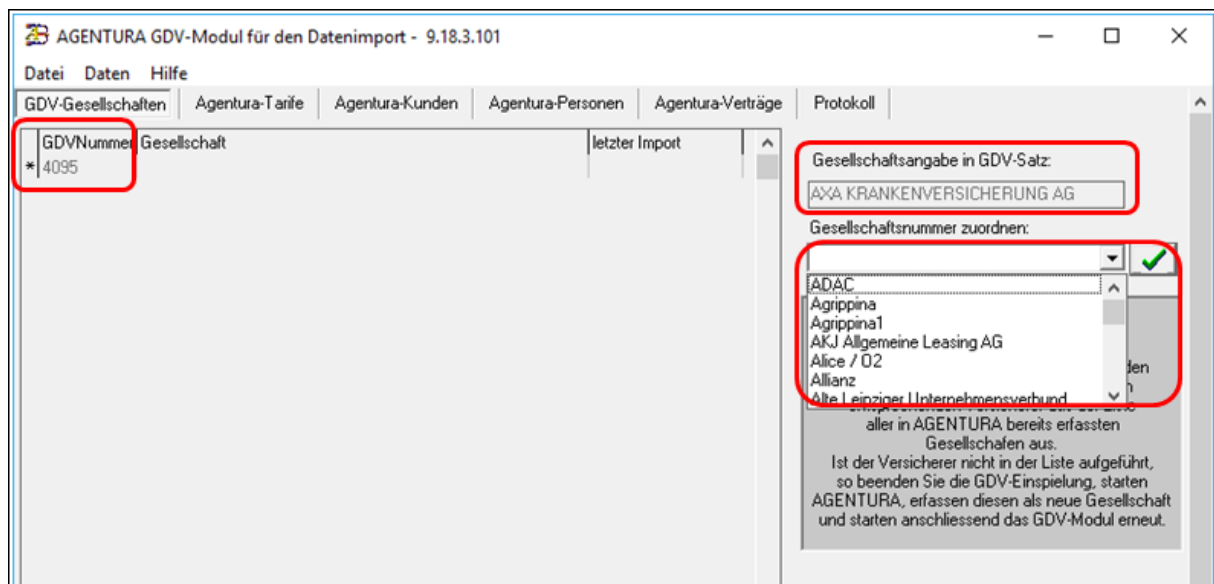 AGENTURA GDV-Modul für den Datenimport - 9.18.3.101
Datei Daten Hilfe
GDV-Gesellschaften Agentura-Tarife Agentura-Kunden Agentura-Personen Agentura-Verträge Protokoll
GDVNummer Gesellschaft letzter Import
* 4095
Gesellschaftsangabe in GDV-Satz:
AXA KRANKENVERSICHERUNG AG
Gesellschaftsnummer zuordnen:
ADAC
Agrippina
Agrippina1
AKJ Allgemeine Leasing AG
Alice / O2
Allianz
Alte Leipziger Unternehmensverbund
aller in AGENTURA bereits erfassten
Gesellschafen aus.
Ist der Versicherer nicht in der Liste aufgeführt,
so beenden Sie die GDV-Einspielung, starten
AGENTURA, erfassen diesen als neue Gesellschaft
und starten anschliessend das GDV-Modul erneut.